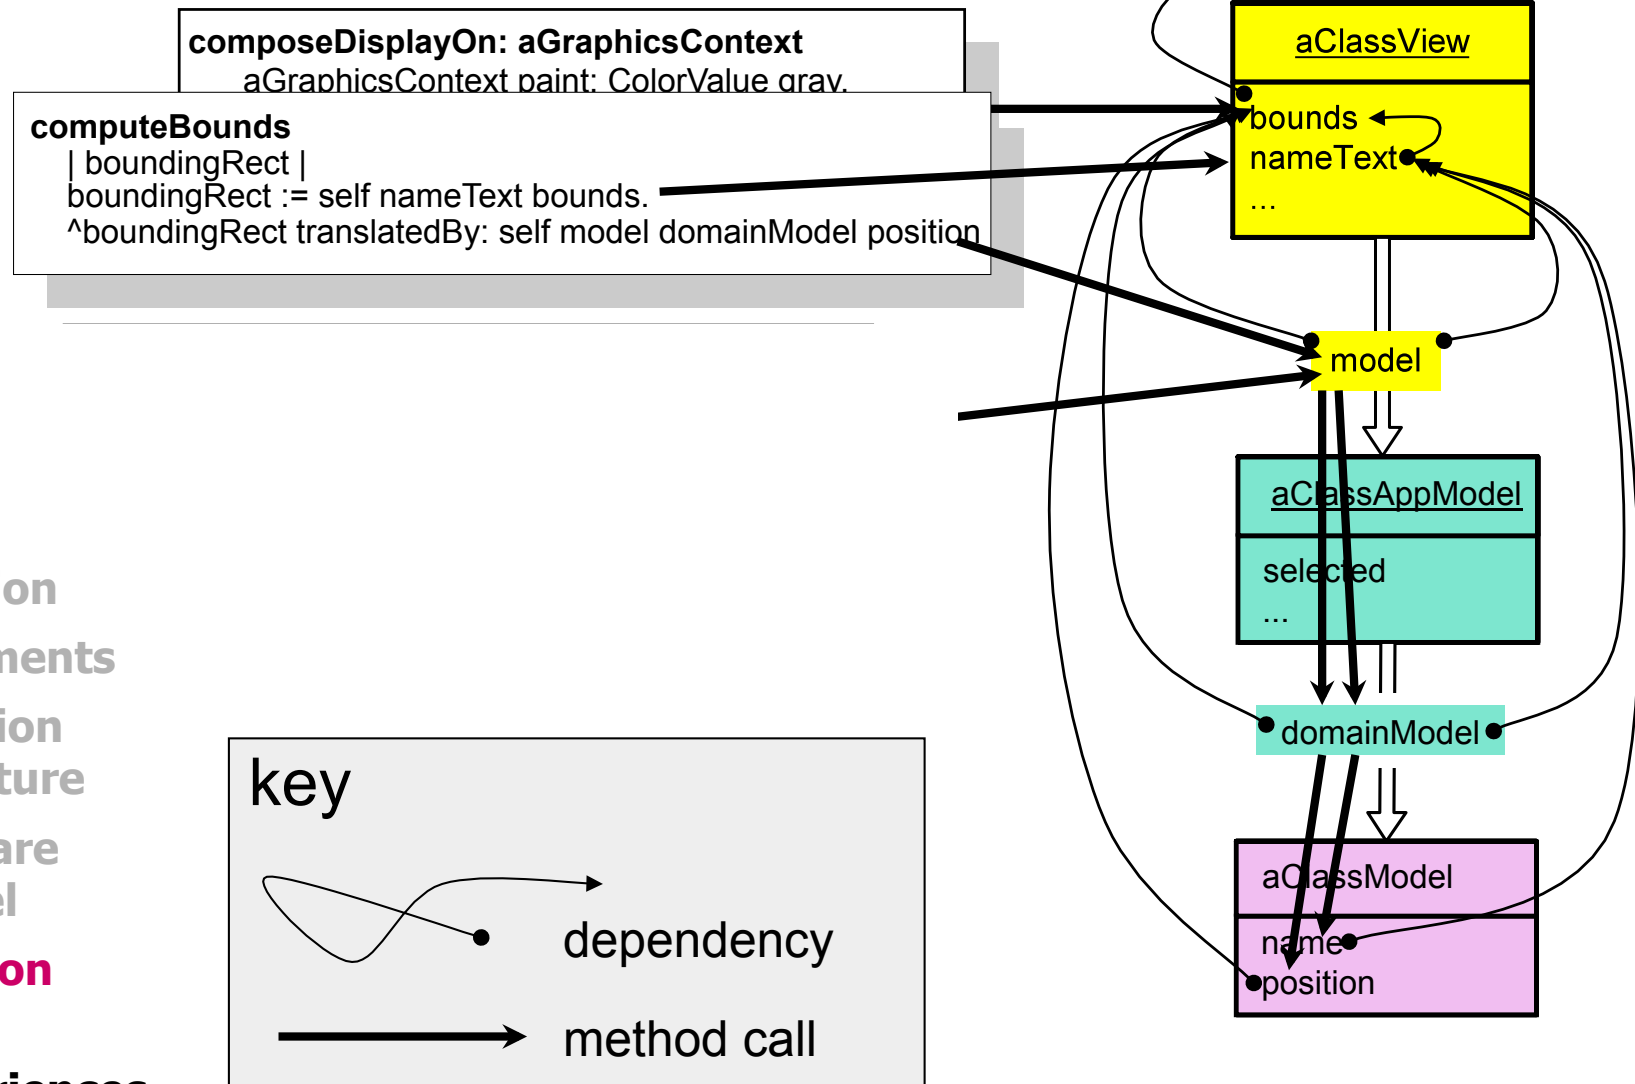 composeDisplayOn: aGraphicsContext
aGraphicsContext paint: ColorValue gray.
computeBounds
| boundingRect |
boundingRect := self nameText bounds.
^boundingRect translatedBy: self model domainModel position
aClassView
bounds
nameText
...
model
aClassAppModel
selected
...
domainModel
aClassModel
name
position
on
ments
ion
ture
are
el
on
key
dependency
method call